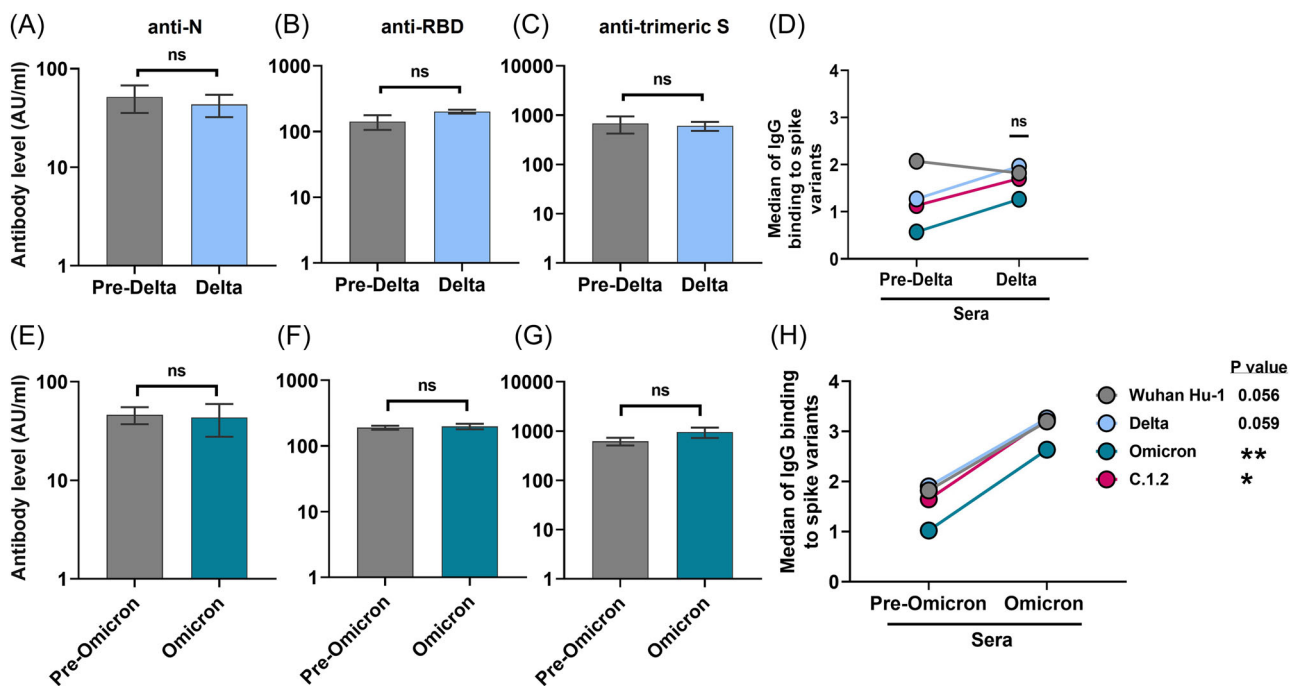 (A)
anti-N
Antibody level (AU/ml)
100
10
1
ns
Pre-Delta Delta
(B)
anti-RBD
1000
100
10
1
ns
Pre-Delta Delta
(C)
anti-trimeric S
10000
1000
100
10
1
ns
Pre-Delta Delta
(D)
Median of IgG
binding to spike
variants
4
3
2
1
0
ns
Pre-Delta Delta
Sera
(E)
Antibody level (AU/ml)
100
10
1
ns
Pre-Omicron Omicron
(F)
1000
100
10
1
ns
Pre-Omicron Omicron
(G)
10000
1000
100
10
1
ns
Pre-Omicron Omicron
(H)
Median of IgG binding
to spike variants
4
3
2
1
0
Pre-Omicron Omicron
Sera
P value
Wuhan Hu-1 0.056
Delta 0.059
Omicron **
C.1.2 *